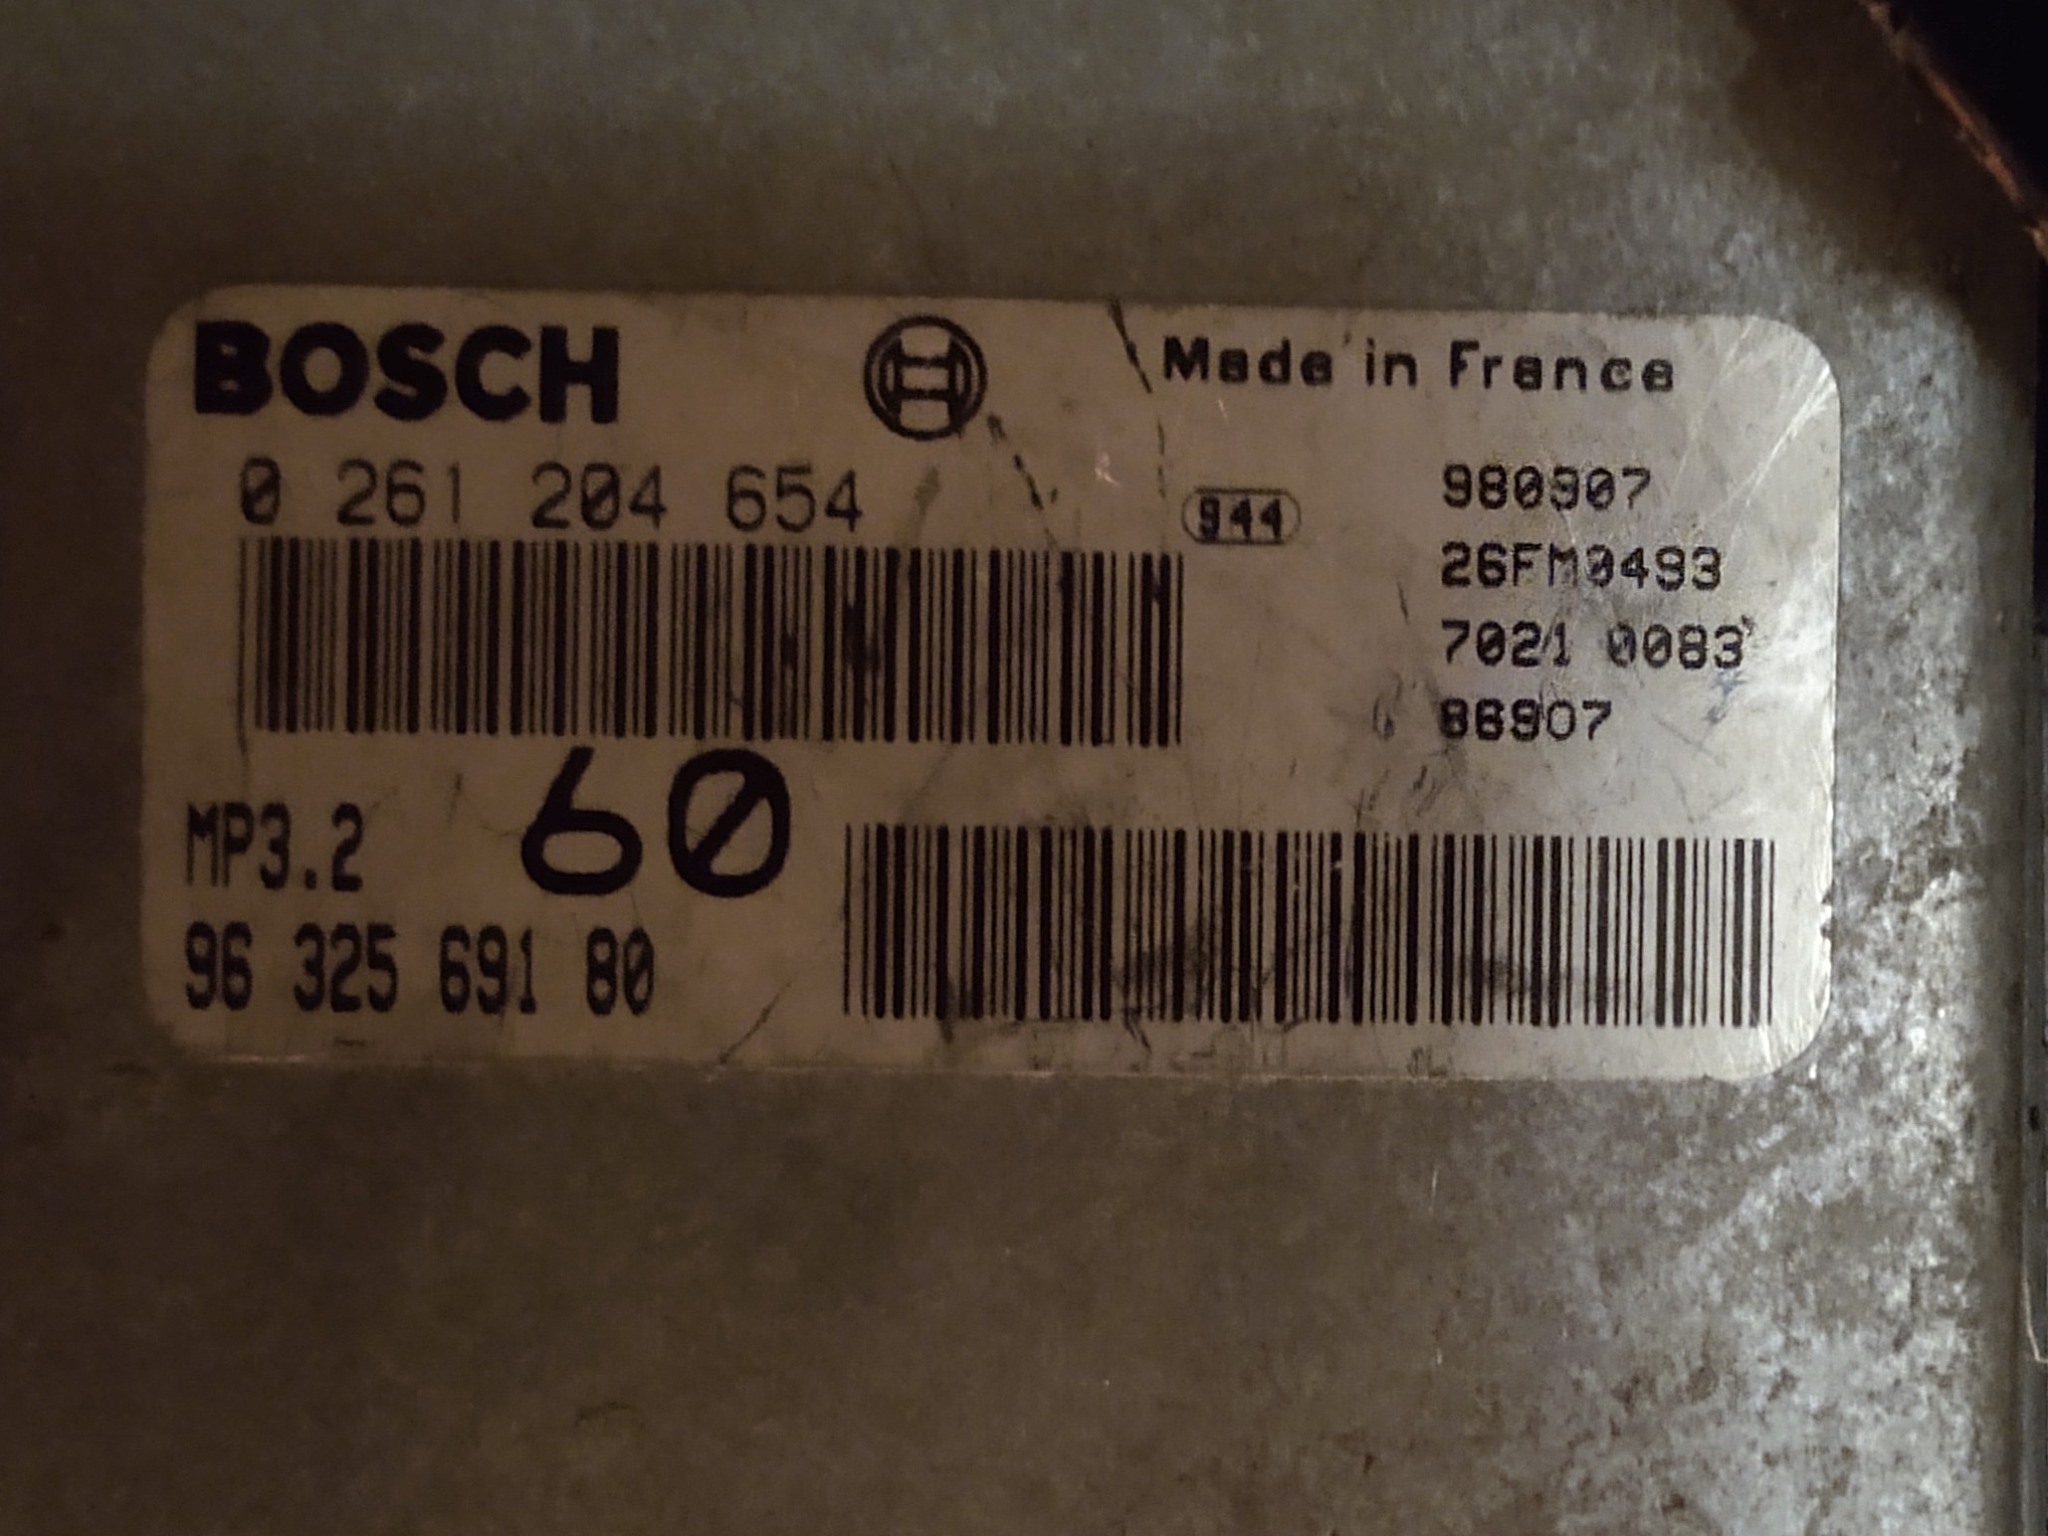 BOSCH
Made in France
0 261 204 654
944
980907
26FM0493
7021 0083
86907
MP3.2
60
96 325 691 80